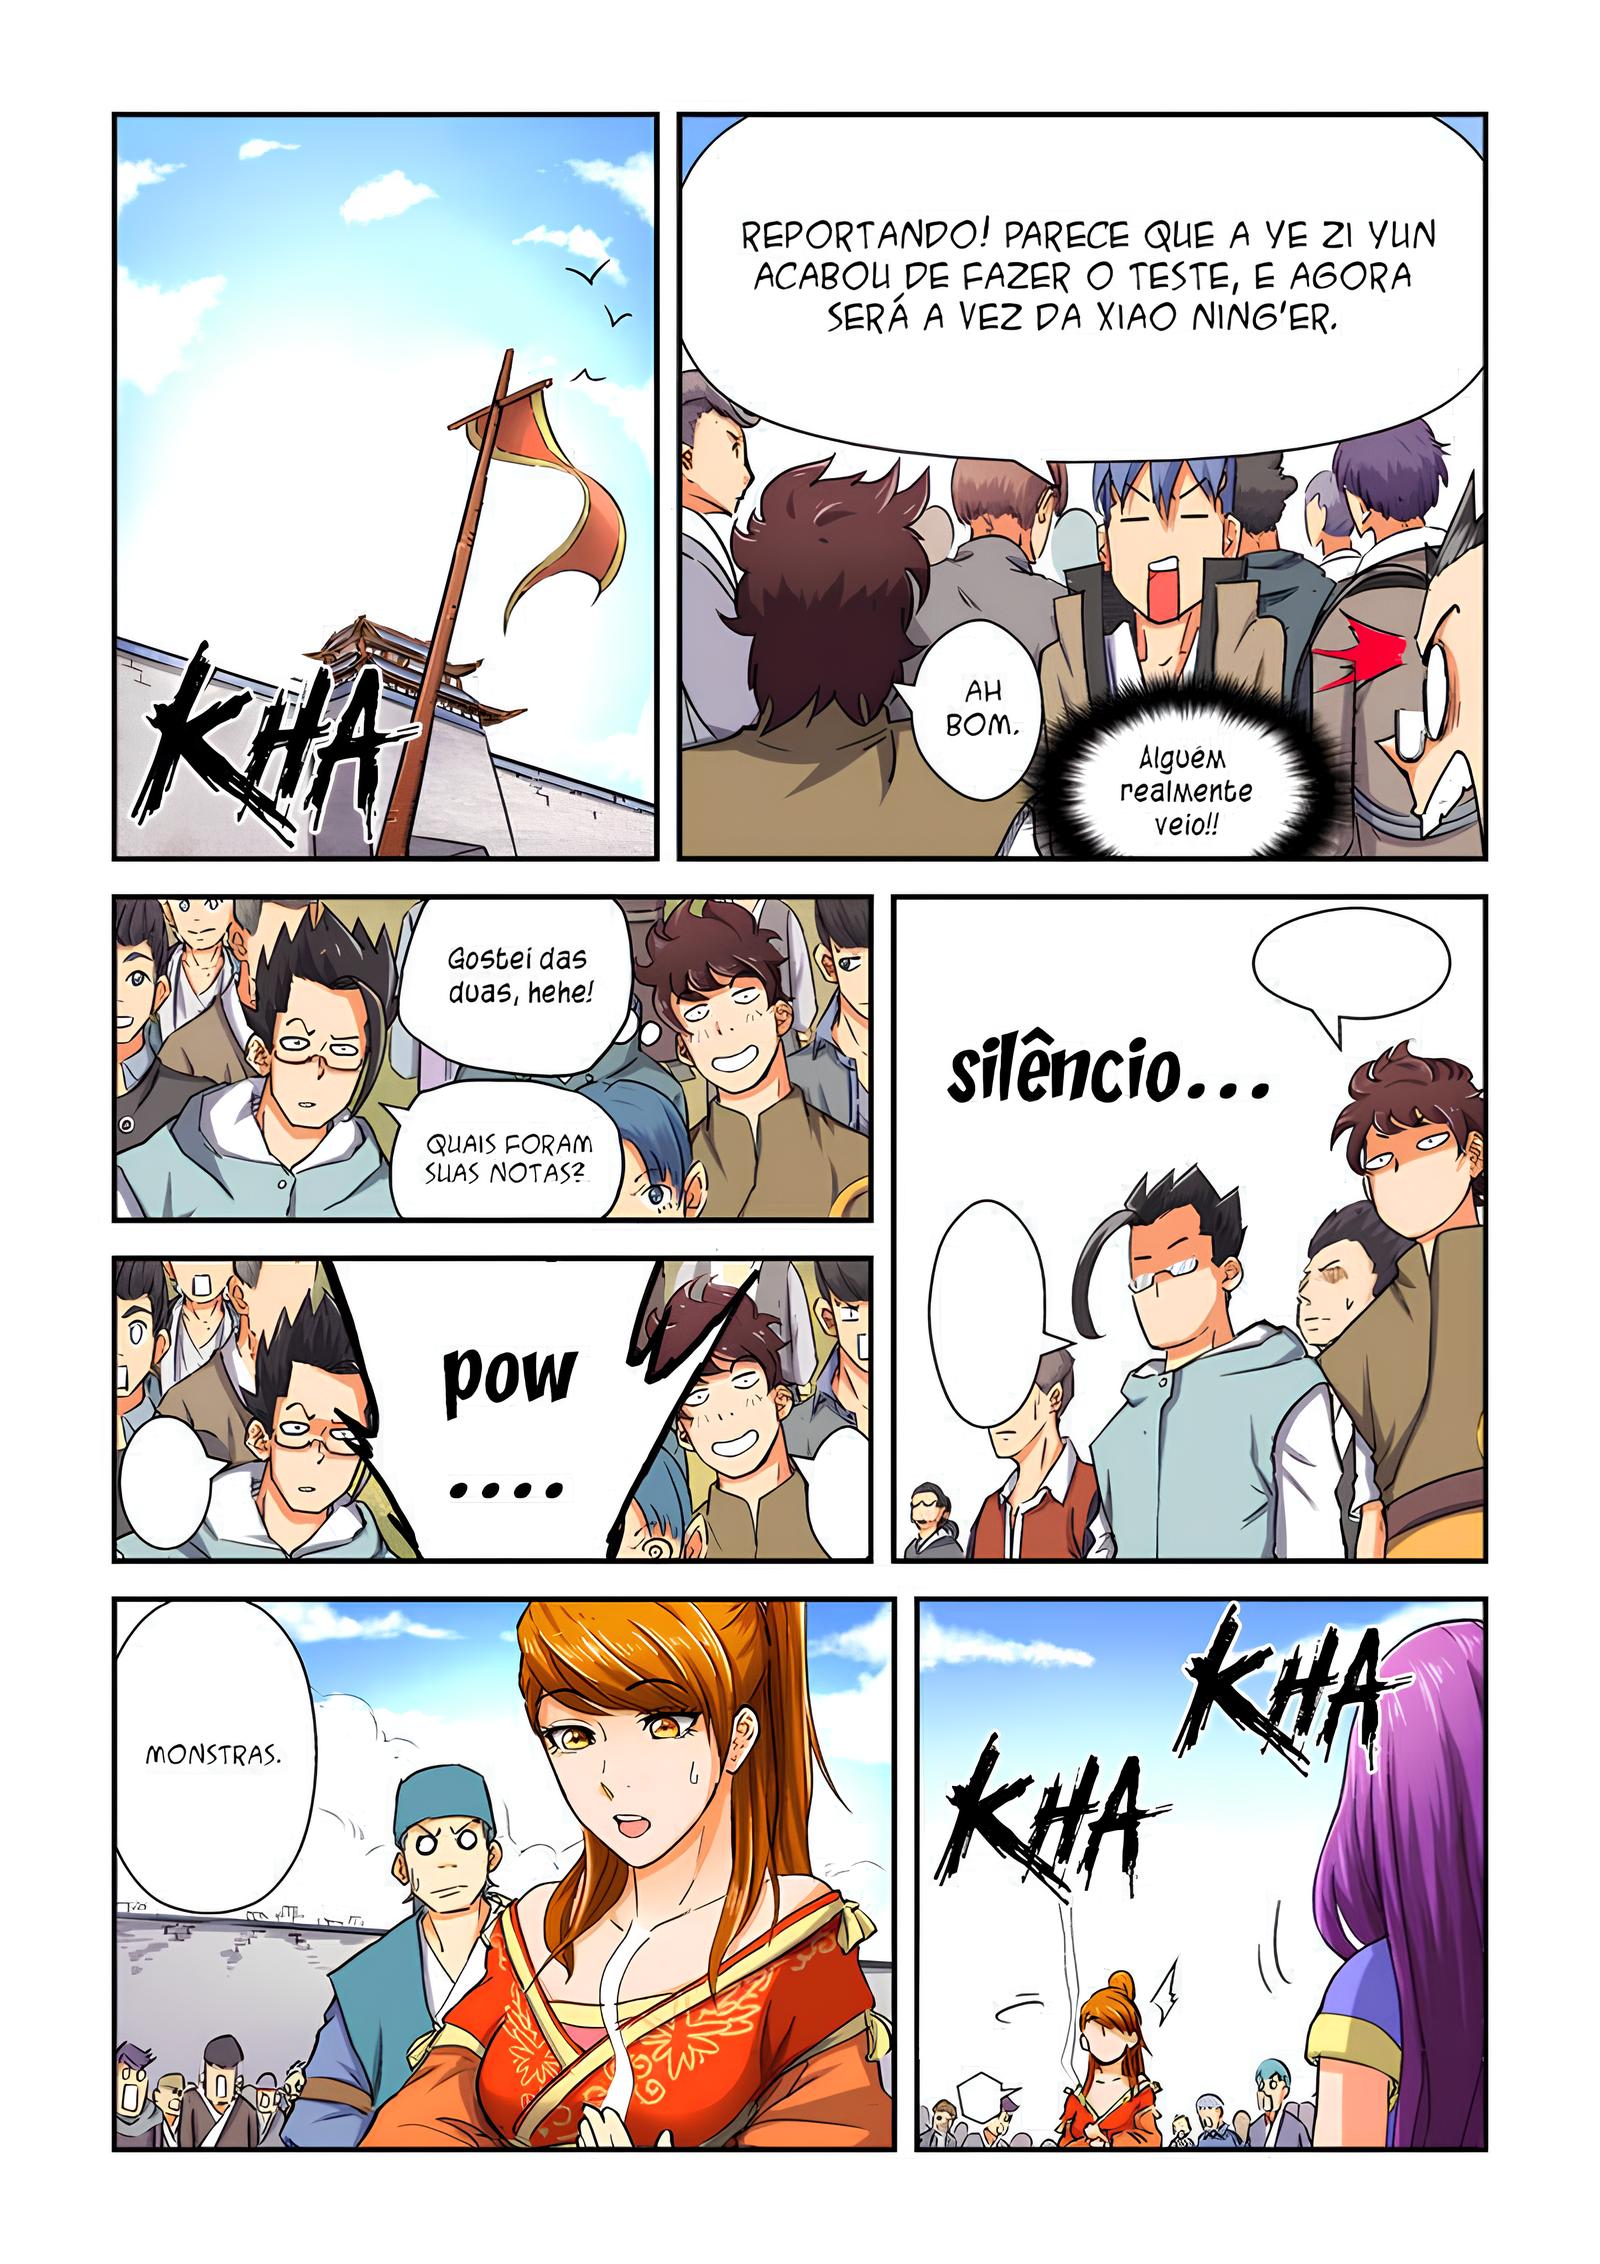 KHA
REPORTANDO! PARECE QUE A YE ZI YUN
ACABOU DE FAZER O TESTE, E AGORA
SERÁ A VEZ DA XIAO NING'ER.
AH
BOM.
Alguém
realmente
veio!!
Gostei das
duas, hehe!
QUAIS FORAM
SUAS NOTAS?
pow
....
silêncio...
MONSTRAS.
KHA
KHA